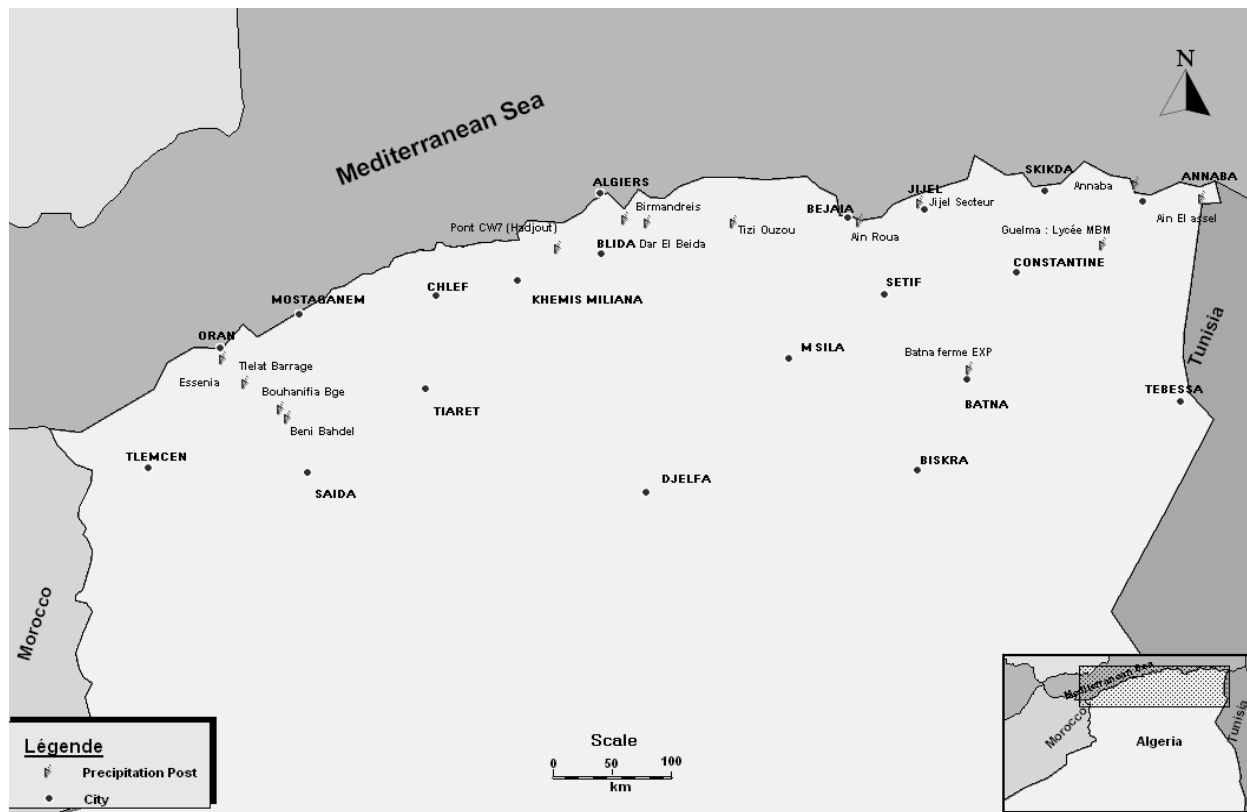 N
Mediterranean Sea
ALGIERS
SKIKDA
ANNABA
Annaba
JIJEL
Jijel Secteur
Birmandreis
BEJAIA
Ain El assel
Pont CW7 (Hadjout)
Tizi Ouzou
Ain Roua
Guelma : Lycée MBM
BLIDA
Dar El Beida
CONSTANTINE
CHLEF
KHEMIS MILIANA
SETIF
MOSTAGANEM
ORAN
Tlelat Barrage
M SILA
Batna ferme EXP
Tunisia
Essenia
Bouhanifia Bge
TIARET
BATNA
TEBESSA
Beni Bahdel
TLEMCEN
BISKRA
SAIDA
DJELFA
Morocco
Légende
Precipitation Post
City
Scale
0 50 100
km
Mediterranean Sea
Morocco
Algeria
Tunisia